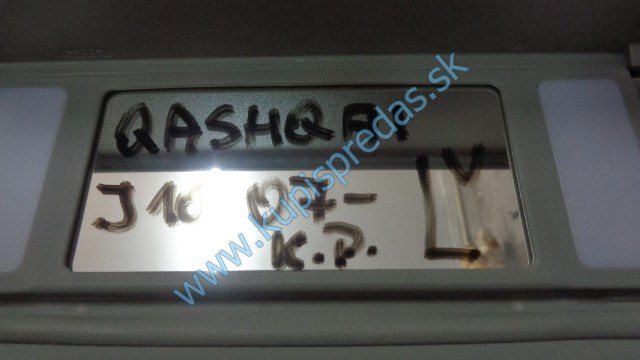 QASHQAI
J10 07- LV
K.P.
www.kupispredas.sk